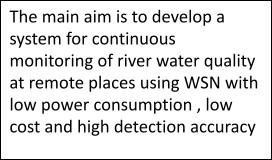 The main aim is to develop a
system for continuous
monitoring of river water quality
at remote places using WSN with
low power consumption , low
cost and high detection accuracy